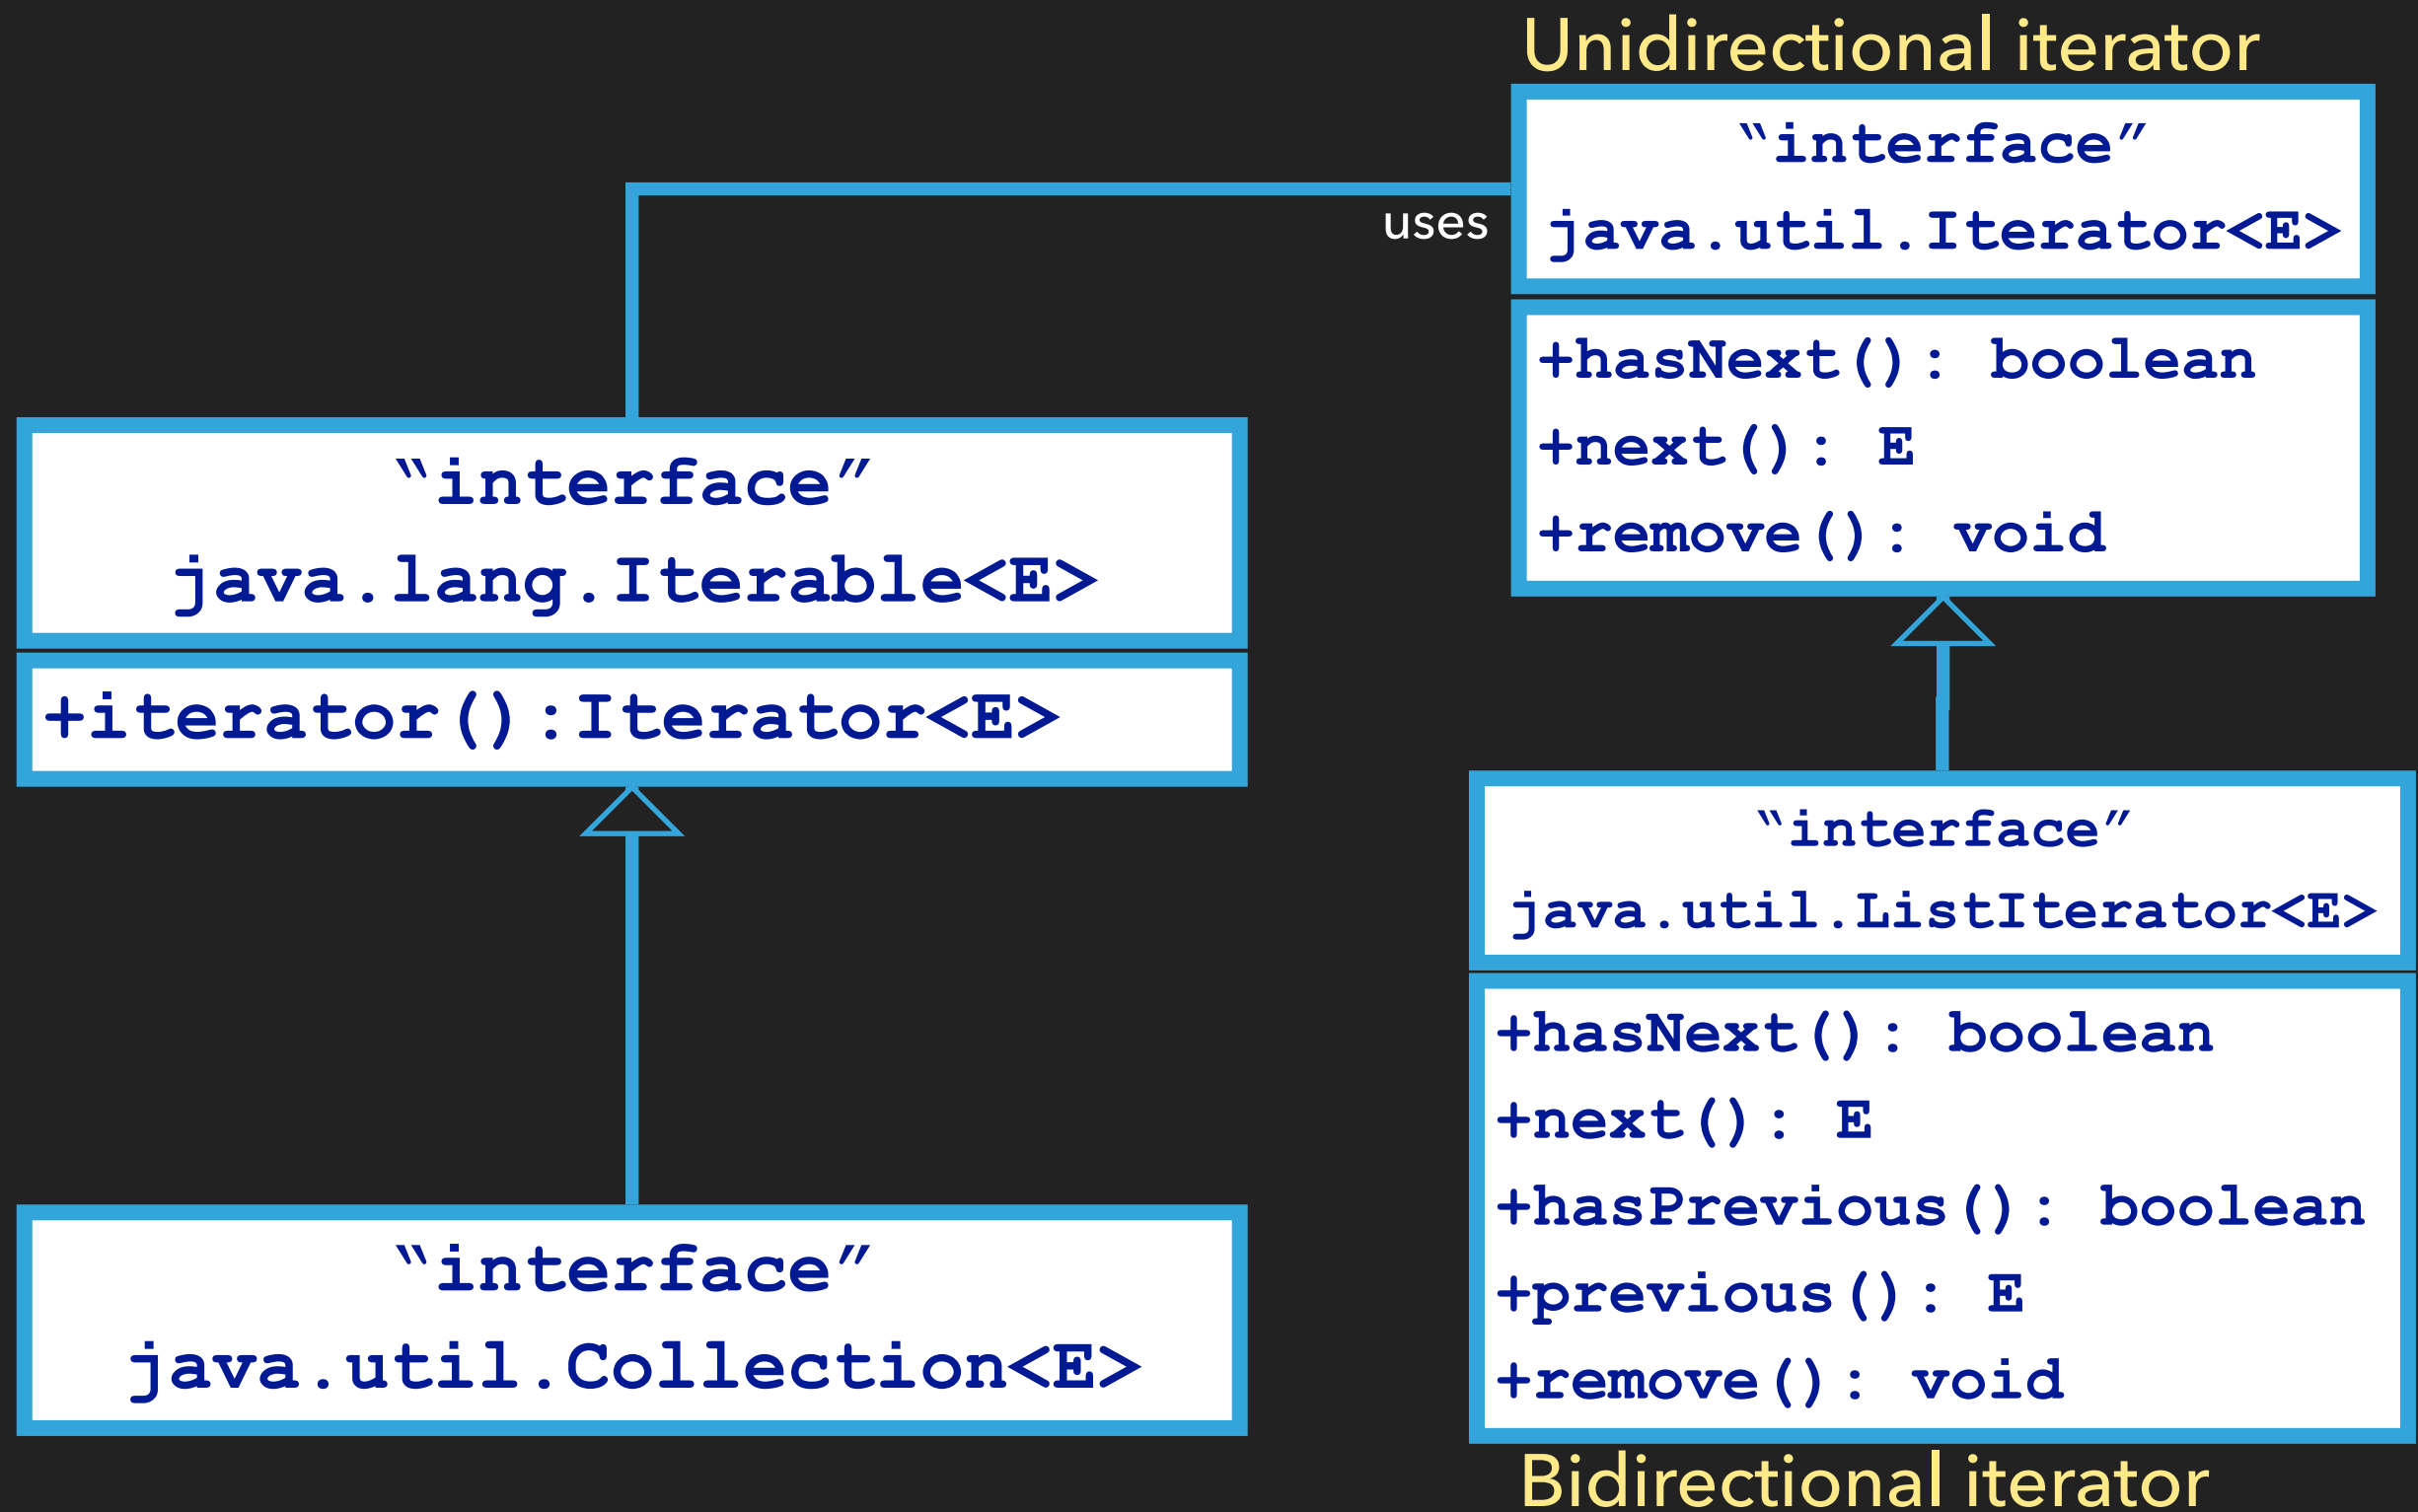 Unidirectional iterator
“interface”
java.util.Iterator<E>
+hasNext(): boolean
+next(): E
+remove(): void
uses
“interface”
java.lang.Iterable<E>
+iterator():Iterator<E>
“interface”
java.util.Collection<E>
“interface”
java.util.ListIterator<E>
+hasNext(): boolean
+next(): E
+hasPrevious(): boolean
+previous(): E
+remove(): void
Bidirectional iterator